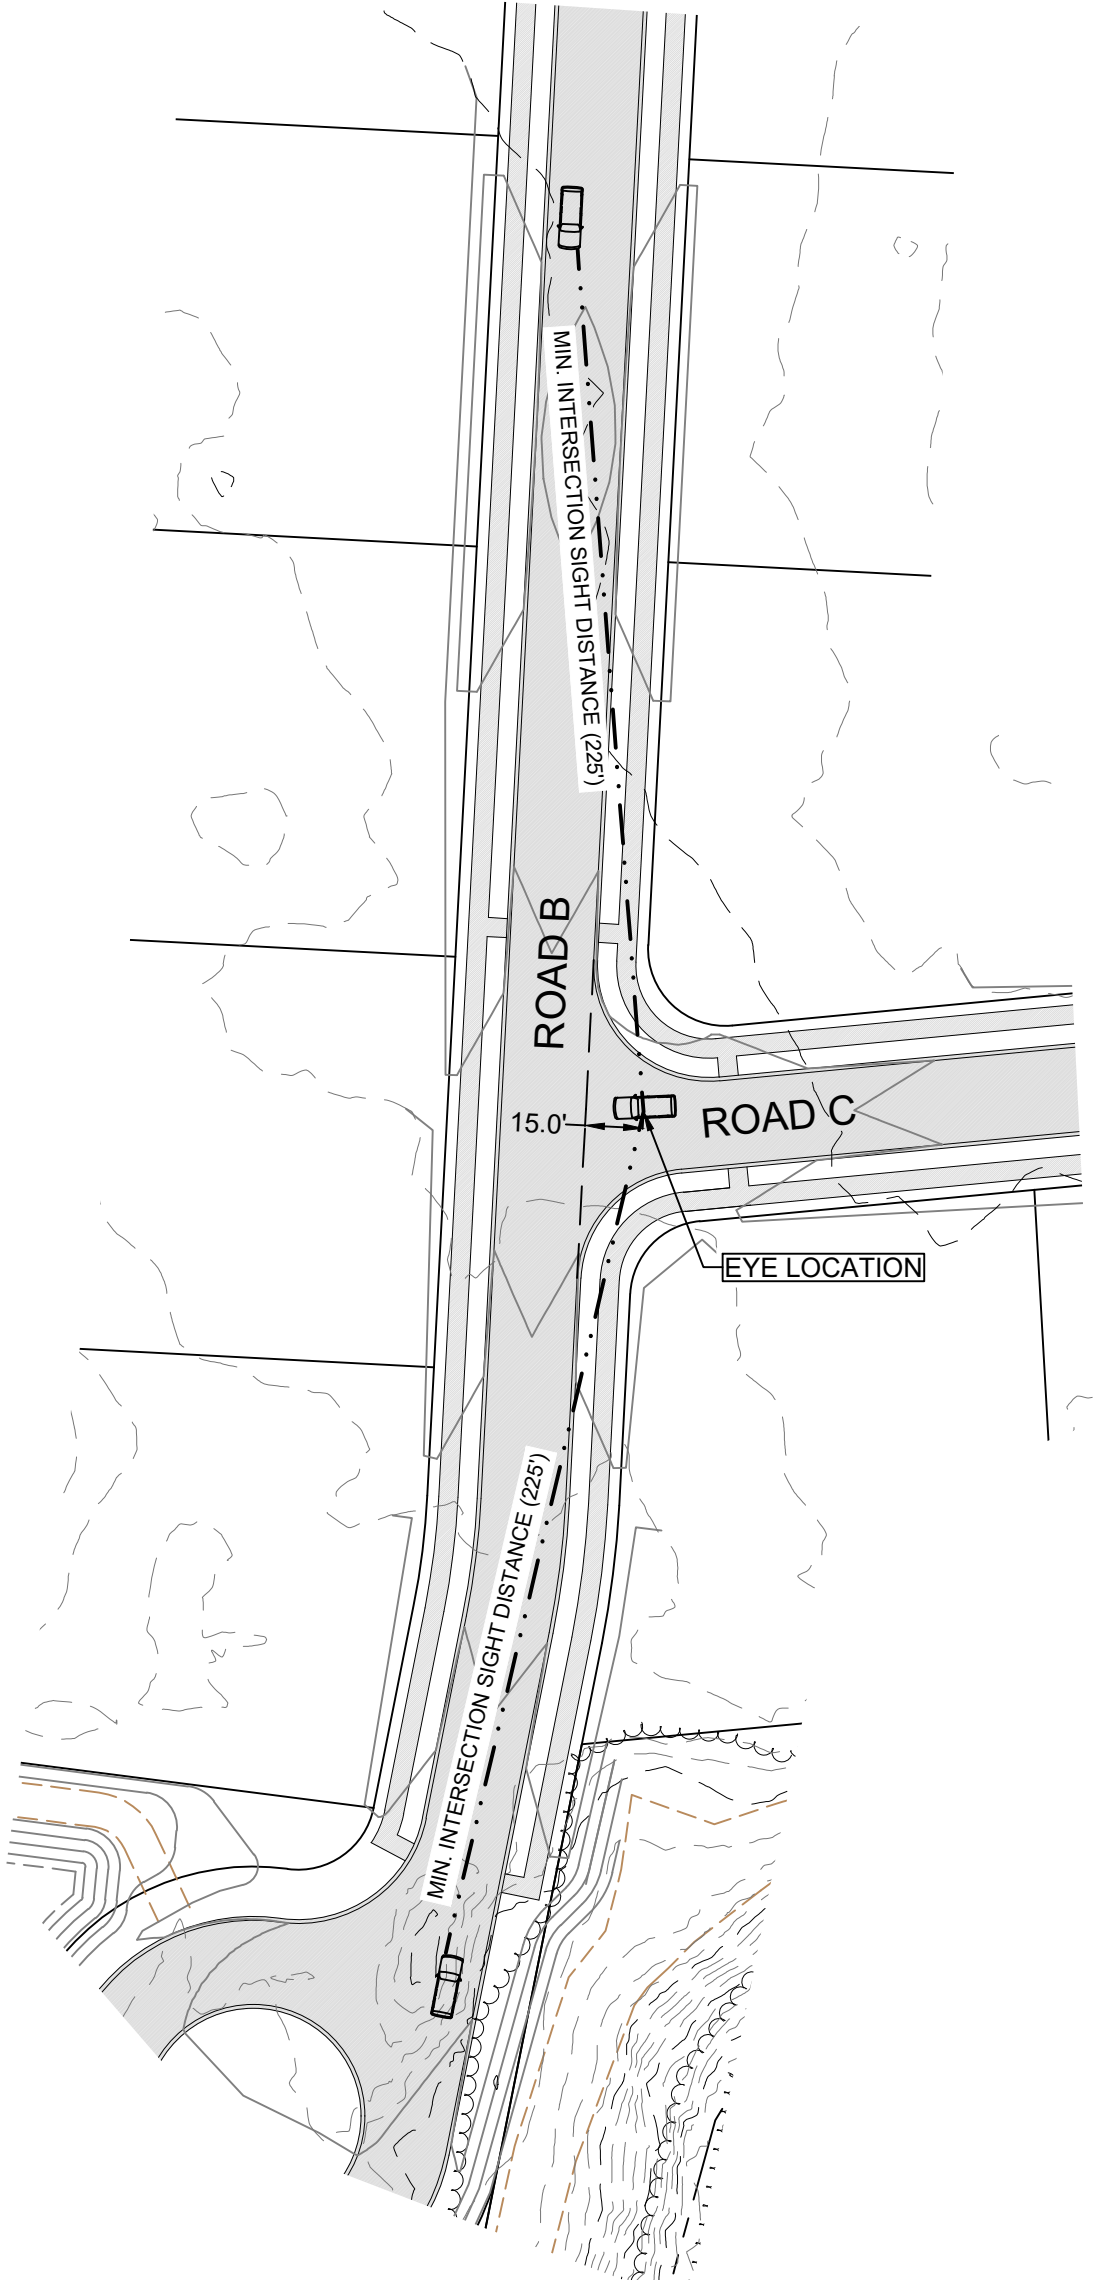 MIN. INTERSECTION SIGHT DISTANCE (225')
ROAD B
15.0'
ROAD C
EYE LOCATION
MIN. INTERSECTION SIGHT DISTANCE (225')